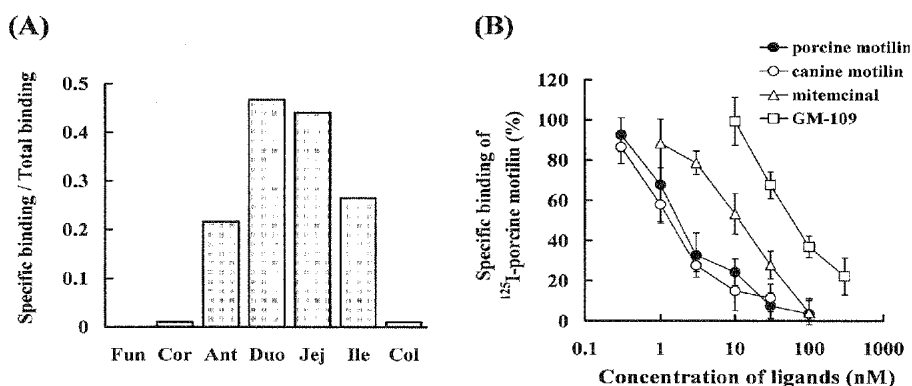 (A)
Specific binding / Total binding
0.5
0.4
0.3
0.2
0.1
0
Fun Cor Ant Duo Jej Ile Col
(B)
porcine motilin
canine motilin
mitemcinal
GM-109
Specific binding of
¹²⁵I-porcine motilin (%)
120
100
80
60
40
20
0
0.1 1 10 100 1000
Concentration of ligands (nM)